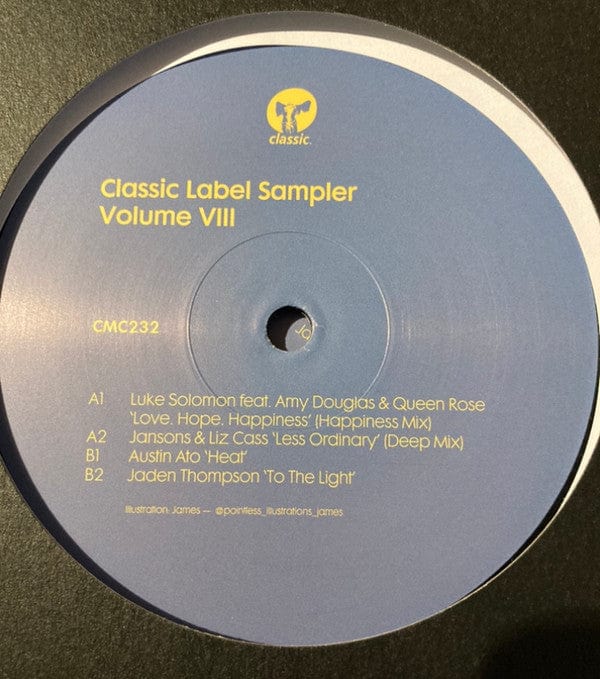 classic.
Classic Label Sampler
Volume VIII
CMC232
A1 Luke Solomon feat. Amy Douglas & Queen Rose
‘Love. Hope. Happiness’ (Happiness Mix)
A2 Jansons & Liz Cass ‘Less Ordinary’ (Deep Mix)
B1 Austin Ato ‘Heat’
B2 Jaden Thompson ‘To The Light’
Illustration: James — @pointless_illustrations_james